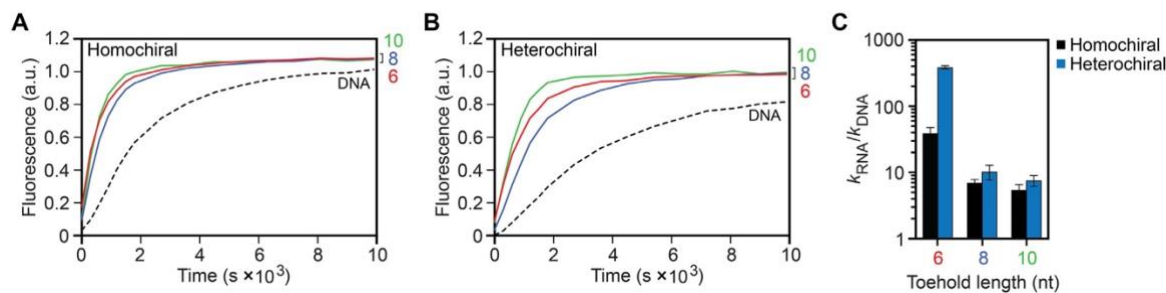 A
Homochiral
Fluorescence (a.u.)
1.2
1.0
0.8
0.6
0.4
0.2
0
0 2 4 6 8 10
Time (s ×10³)
10
8
6
DNA
B
Heterochiral
Fluorescence (a.u.)
1.2
1.0
0.8
0.6
0.4
0.2
0
0 2 4 6 8 10
Time (s ×10³)
10
8
6
DNA
C
Homochiral
Heterochiral
kRNA/kDNA
1000
100
10
1
6 8 10
Toehold length (nt)